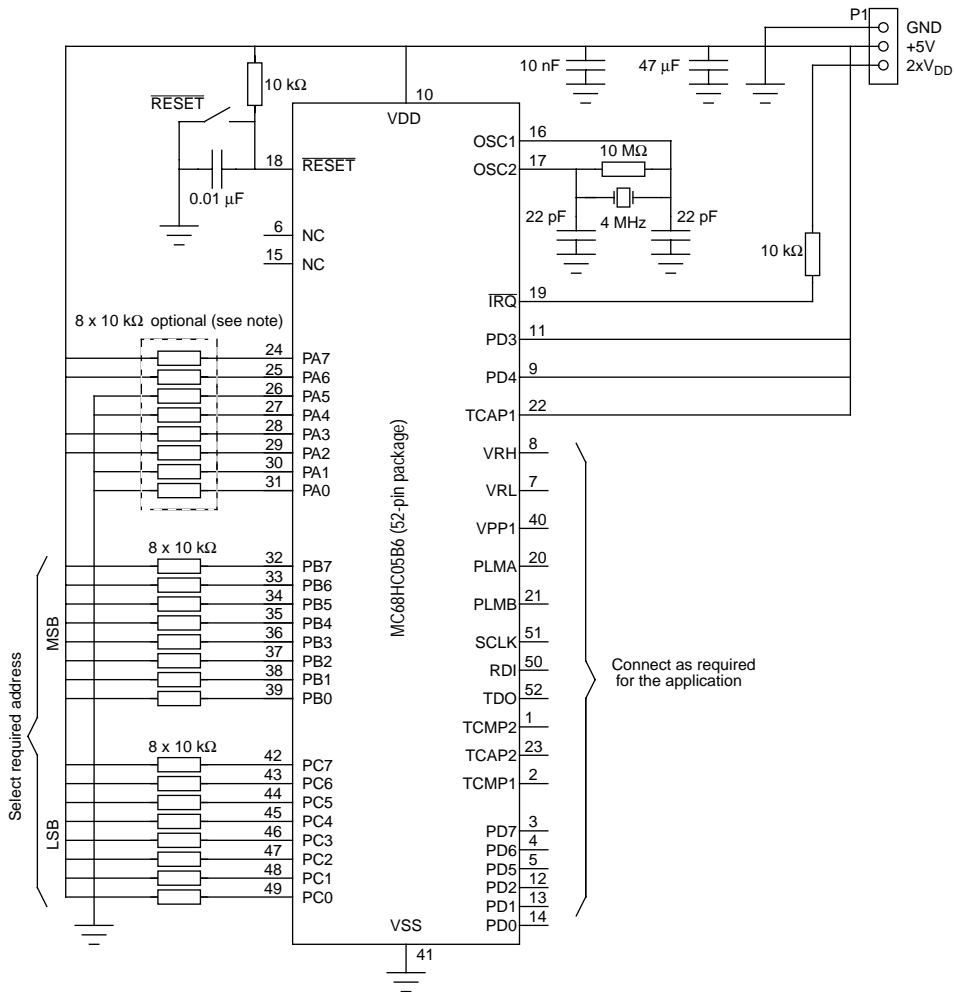 P1
GND
+5V
2xVDD
10 nF
47 µF
10 kΩ
RESET
0.01 µF
10
VDD
18 RESET
6 NC
15 NC
OSC1 16
OSC2 17
10 MΩ
22 pF
4 MHz
22 pF
10 kΩ
IRQ 19
PD3 11
PD4 9
TCAP1 22
8 x 10 kΩ optional (see note)
24 PA7
25 PA6
26 PA5
27 PA4
28 PA3
29 PA2
30 PA1
31 PA0
8 x 10 kΩ
32 PB7
33 PB6
34 PB5
35 PB4
36 PB3
37 PB2
38 PB1
39 PB0
8 x 10 kΩ
42 PC7
43 PC6
44 PC5
45 PC4
46 PC3
47 PC2
48 PC1
49 PC0
Select required address
MSB
LSB
MC68HC05B6 (52-pin package)
VRH 8
VRL 7
VPP1 40
PLMA 20
PLMB 21
SCLK 51
RDI 50
TDO 52
TCMP2 1
TCAP2 23
TCMP1 2
PD7 3
PD6 4
PD5 5
PD2 12
PD1 13
PD0 14
Connect as required
for the application
VSS
41